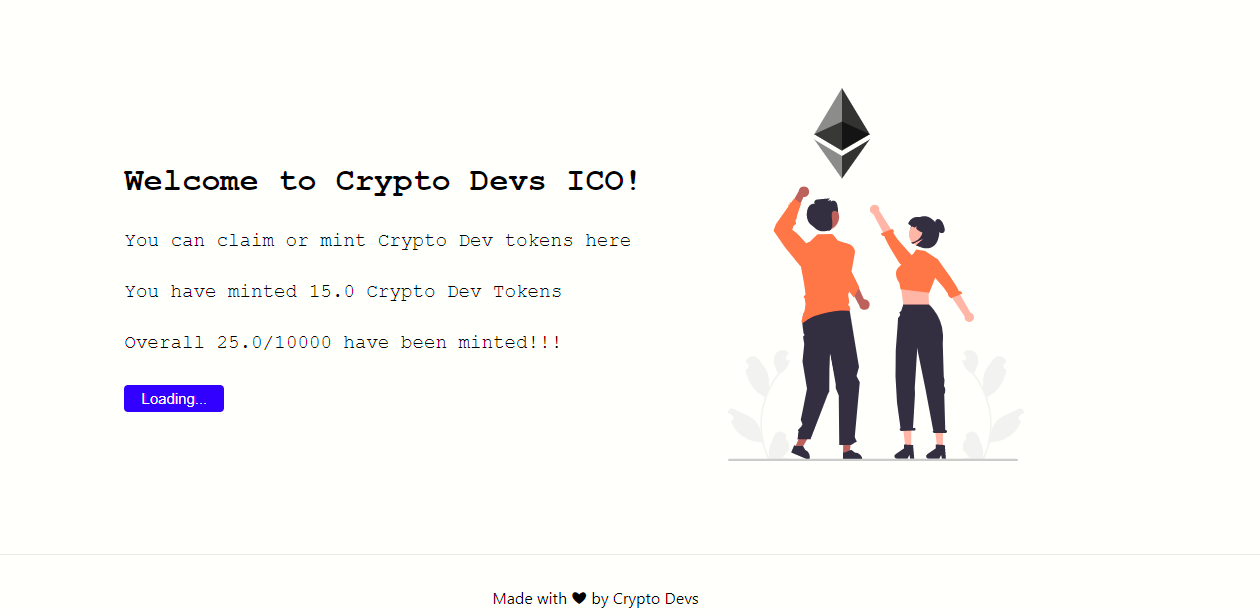 Welcome to Crypto Devs ICO!
You can claim or mint Crypto Dev tokens here
You have minted 15.0 Crypto Dev Tokens
Overall 25.0/10000 have been minted!!!
Loading...
Made with ❤ by Crypto Devs